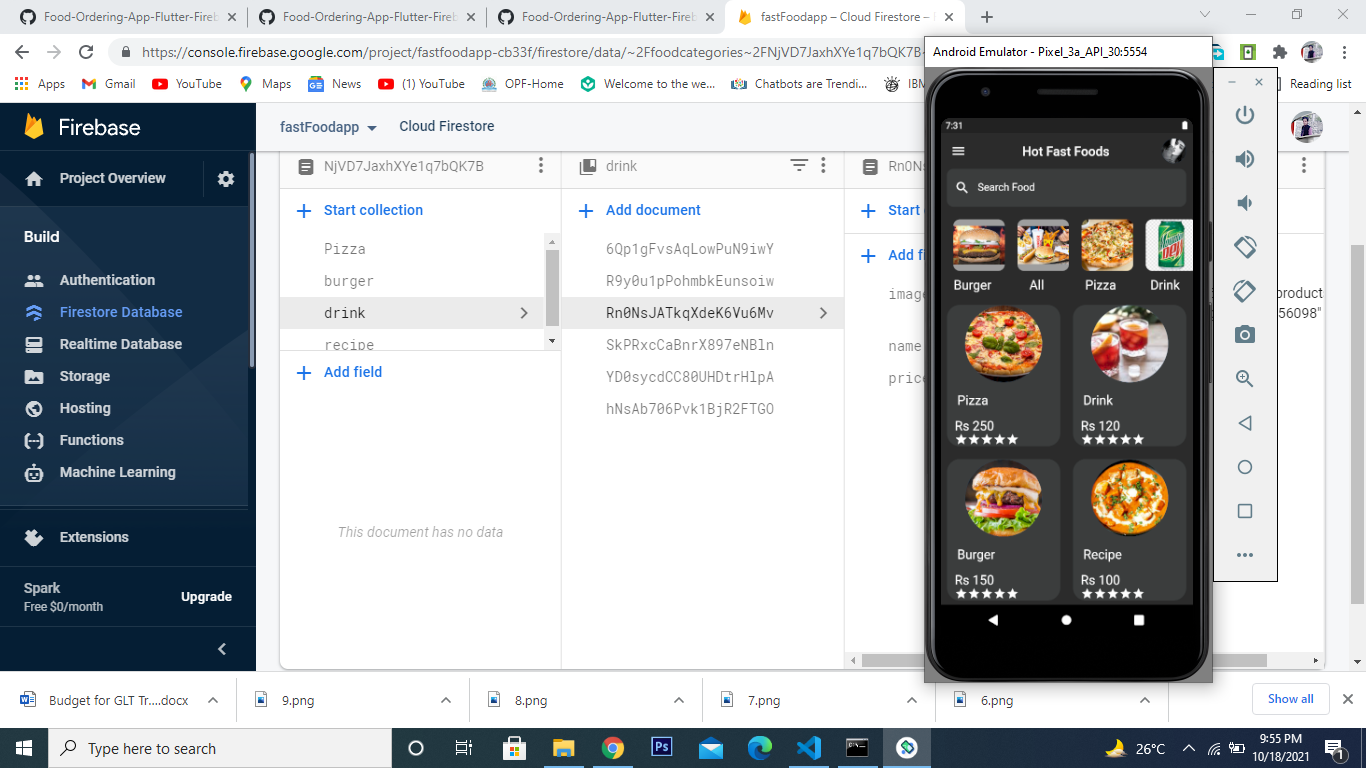 Food-Ordering-App-Flutter-Fireb
Food-Ordering-App-Flutter-Fireb
Food-Ordering-App-Flutter-Fireb
fastFoodapp – Cloud Firestore –
https://console.firebase.google.com/project/fastfoodapp-cb33f/firestore/data/~2Ffoodcategories~2FNjVD7JaxhXYe1q7bQK7B
Apps
Gmail
YouTube
Maps
News
(1) YouTube
OPF-Home
Welcome to the we...
Chatbots are Trendi...
IBM
Reading list
Firebase
fastFoodapp
Cloud Firestore
Project Overview
Build
Authentication
Firestore Database
Realtime Database
Storage
Hosting
Functions
Machine Learning
Extensions
Spark
Free $0/month
Upgrade
NjVD7JaxhXYe1q7bQK7B
Start collection
Pizza
burger
drink
recipe
Add field
This document has no data
drink
Add document
6Qp1gFvsAqLowPuN9iwY
R9y0u1pPohmbkEunsoiw
Rn0NsJATkqXdeK6Vu6Mv
SkPRxcCaBnrX897eNBln
YD0sycdCC80UHDtrHlpA
hNsAb706Pvk1BjR2FTGO
Rn0Ns
Start
Add fi
image
product
56098"
name
price
Android Emulator - Pixel_3a_API_30:5554
7:31
Hot Fast Foods
Search Food
Burger
All
Pizza
Drink
Pizza
Rs 250
Drink
Rs 120
Burger
Rs 150
Recipe
Rs 100
Budget for GLT Tr....docx
9.png
8.png
7.png
6.png
Show all
Type here to search
Ps
26°C
9:55 PM
10/18/2021
1